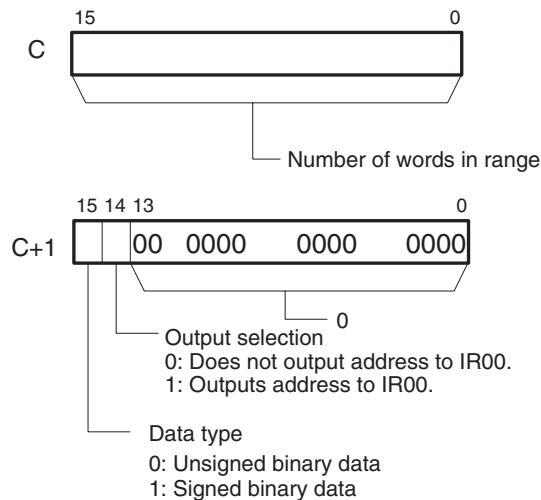 15 0
C
Number of words in range
15 14 13 0
C+1 00 0000 0000 0000
0
Output selection
0: Does not output address to IR00.
1: Outputs address to IR00.
Data type
0: Unsigned binary data
1: Signed binary data